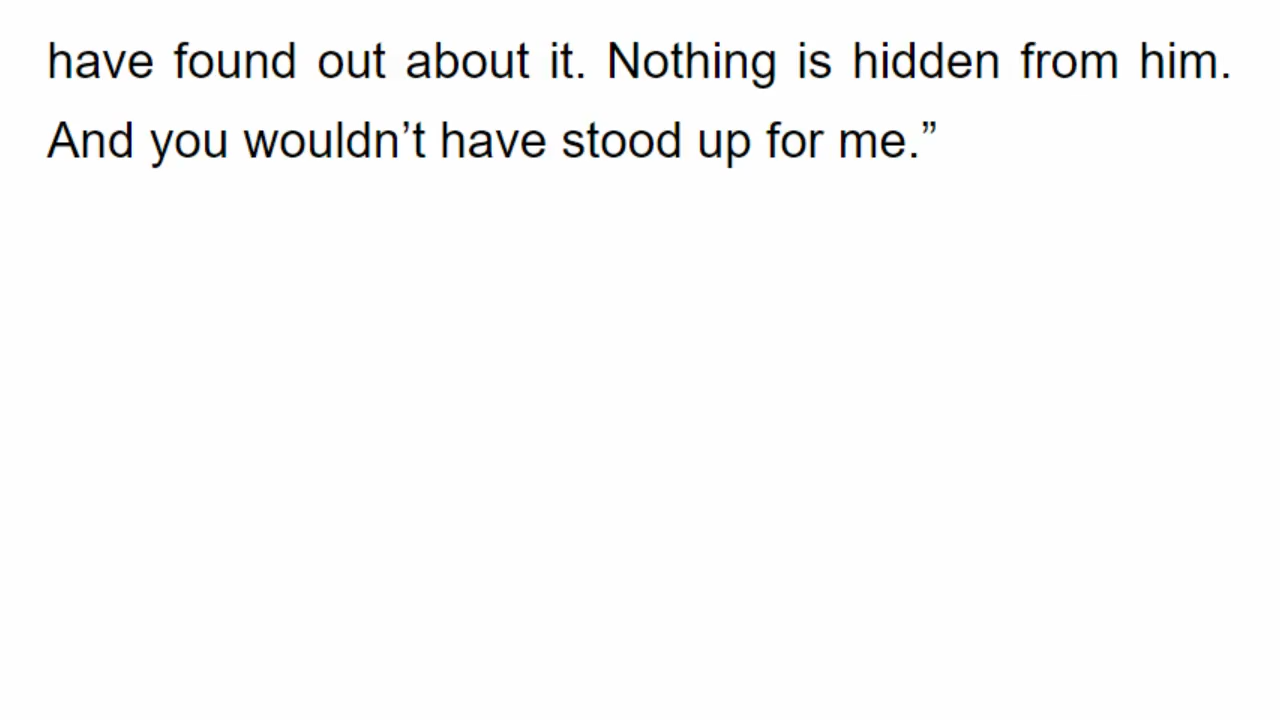 have found out about it. Nothing is hidden from him.
And you wouldn’t have stood up for me.”